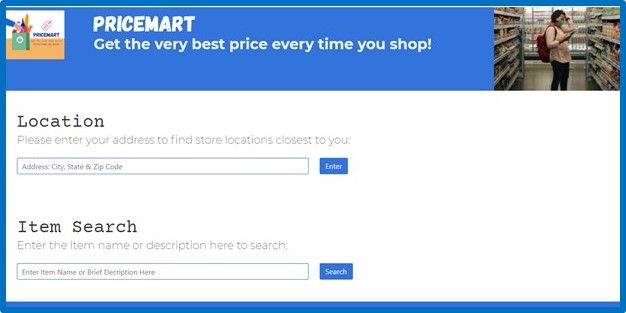 PRICEMART
Get the very best price every time you shop!
PRICEMART
Location
Please enter your address to find store locations closest to you:
Address: City, State & Zip Code
Enter
Item Search
Enter the item name or description here to search:
Enter Item Name or Brief Decription Here
Search